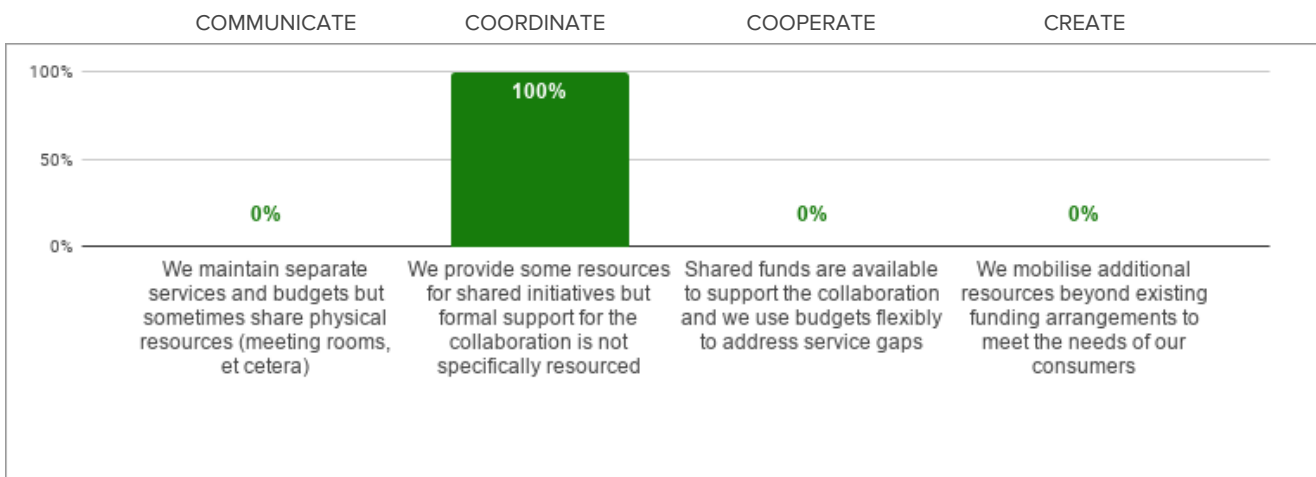 COMMUNICATE COORDINATE COOPERATE CREATE
100%
100%
50%
0% 0% 0%
0%
We maintain separate
services and budgets but
sometimes share physical
resources (meeting rooms,
et cetera)
We provide some resources
for shared initiatives but
formal support for the
collaboration is not
specifically resourced
Shared funds are available
to support the collaboration
and we use budgets flexibly
to address service gaps
We mobilise additional
resources beyond existing
funding arrangements to
meet the needs of our
consumers